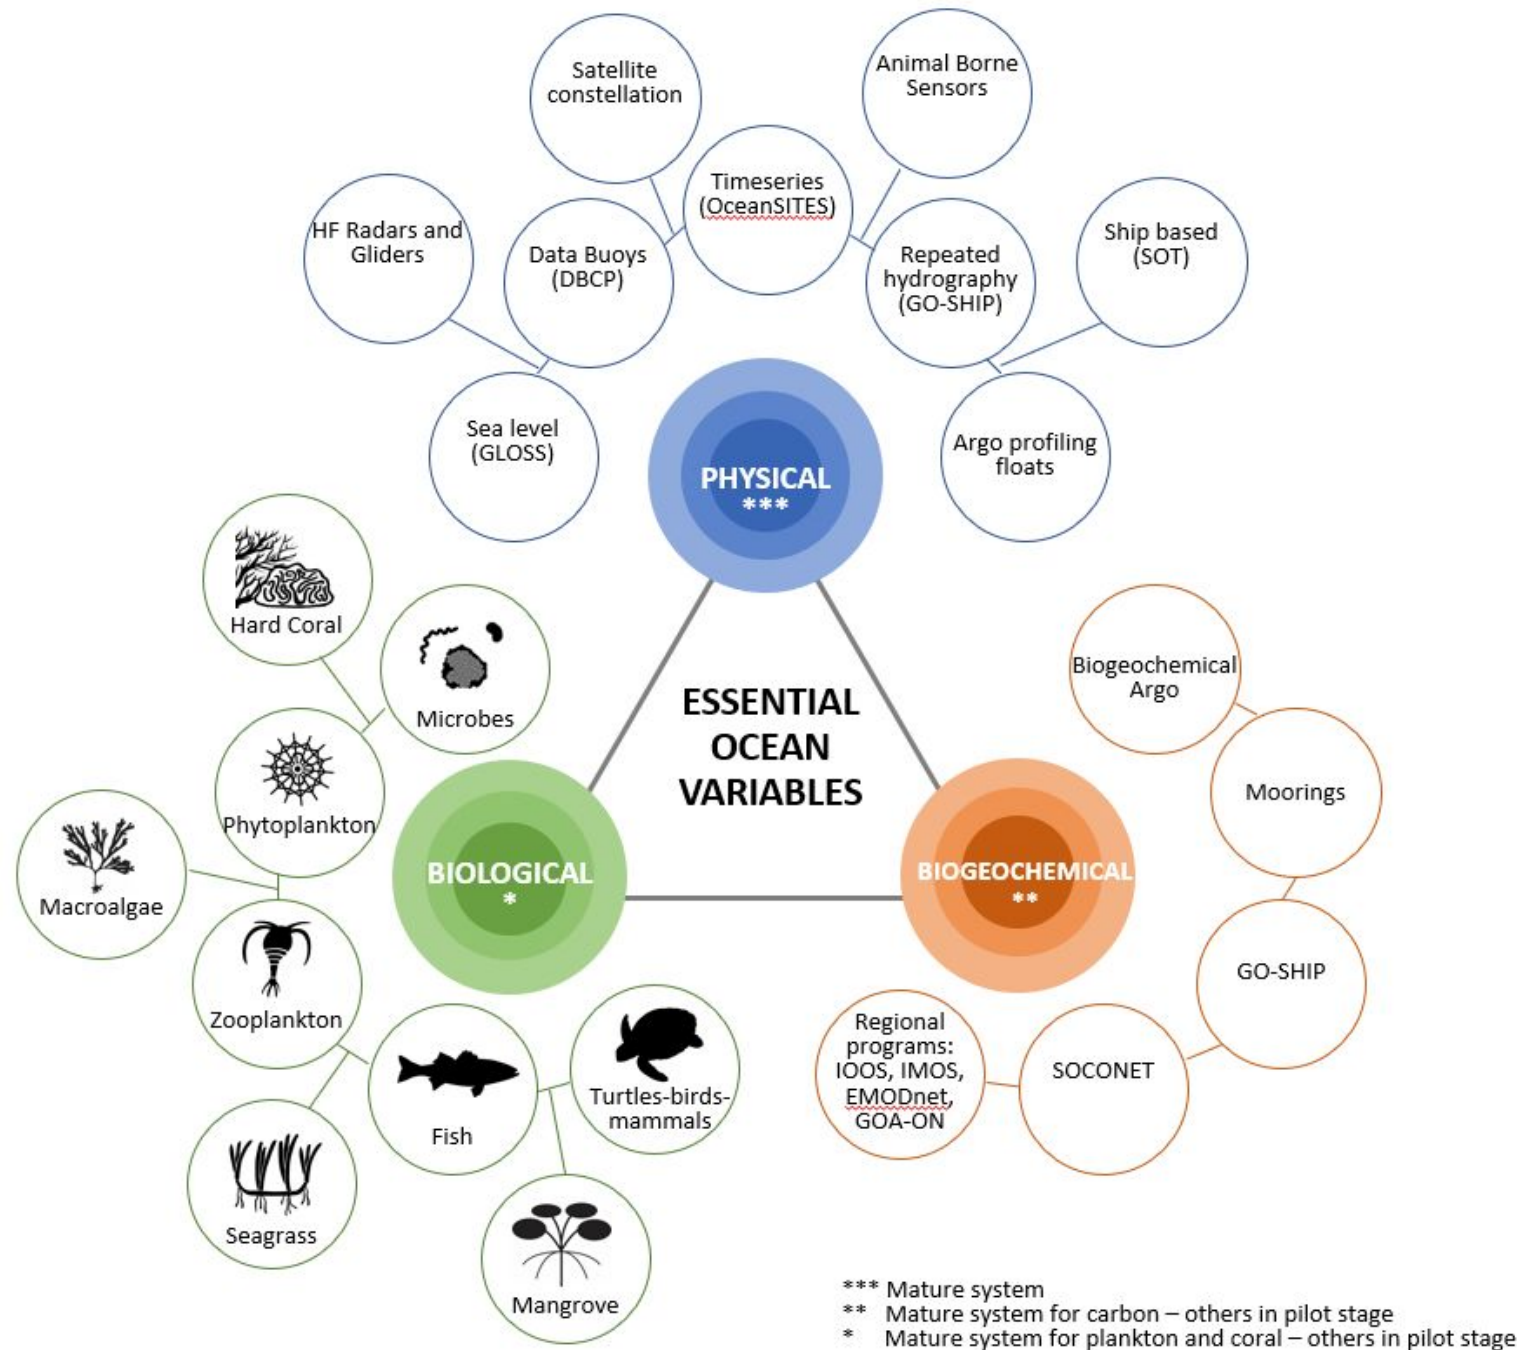 Satellite
constellation
Animal Borne
Sensors
Timeseries
(OceanSITES)
HF Radars and
Gliders
Data Buoys
(DBCP)
Repeated
hydrography
(GO-SHIP)
Ship based
(SOT)
Sea level
(GLOSS)
Argo profiling
floats
PHYSICAL
***
Hard Coral
Microbes
Phytoplankton
Macroalgae
Zooplankton
Fish
Turtles-birds-
mammals
Seagrass
Mangrove
ESSENTIAL
OCEAN
VARIABLES
BIOLOGICAL
*
BIOGEOCHEMICAL
**
Biogeochemical
Argo
Moorings
GO-SHIP
SOCONET
Regional
programs:
IOOS, IMOS,
EMODnet,
GOA-ON
*** Mature system
** Mature system for carbon – others in pilot stage
* Mature system for plankton and coral – others in pilot stage